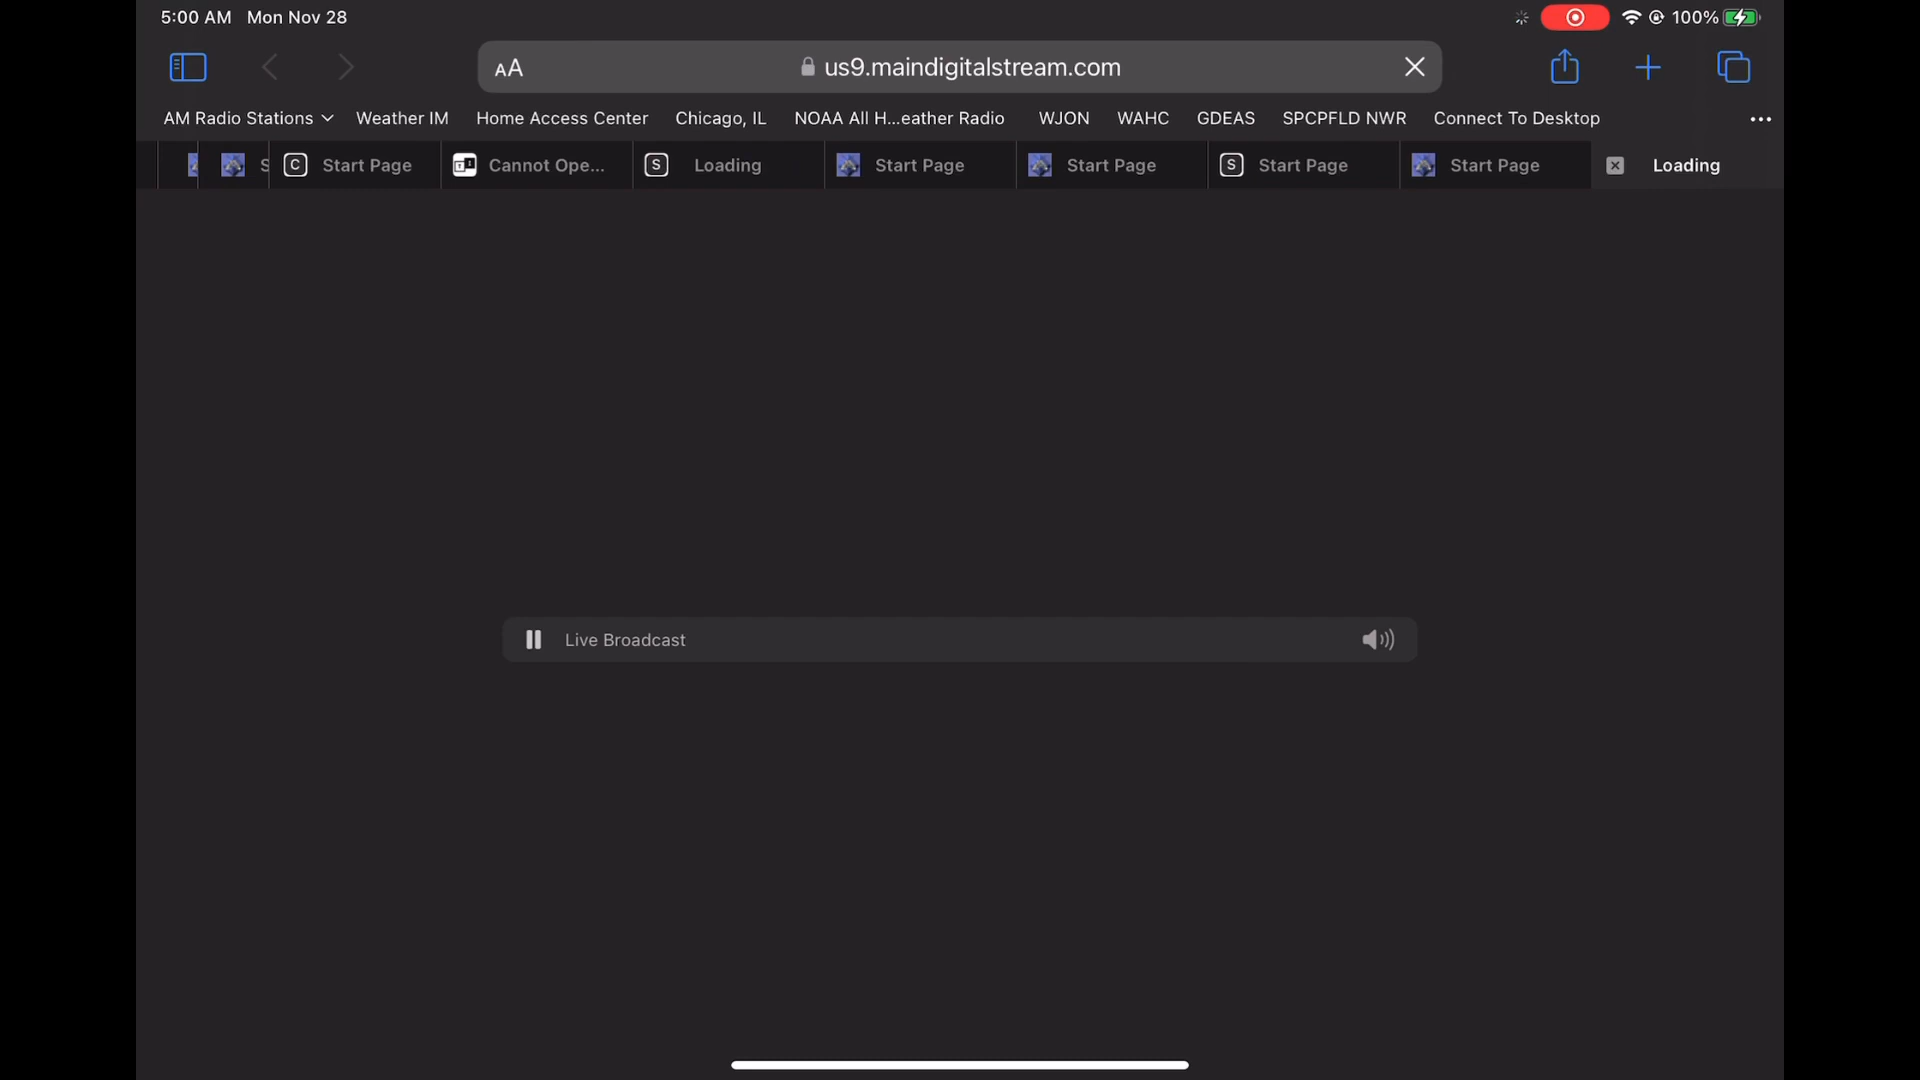 5:00 AM Mon Nov 28
100%
AA us9.maindigitalstream.com
AM Radio Stations Weather IM Home Access Center Chicago, IL NOAA All H...eather Radio WJON WAHC GDEAS SPCPFLD NWR Connect To Desktop
S C Start Page Cannot Ope... S Loading Start Page Start Page S Start Page Start Page Loading
Live Broadcast